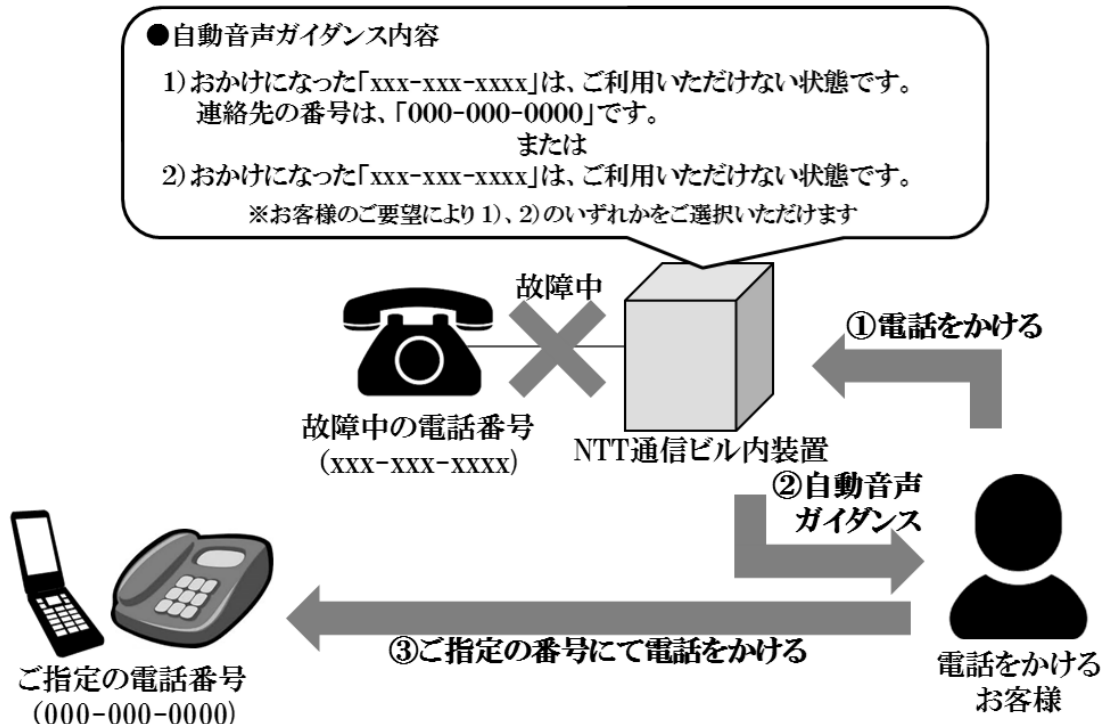 ●自動音声ガイダンス内容
1)おかけになった「xxx-xxx-xxxx」は、ご利用いただけない状態です。
連絡先の番号は、「000-000-0000」です。
または
2)おかけになった「xxx-xxx-xxxx」は、ご利用いただけない状態です。
※お客様のご要望により1)、2)のいずれかをご選択いただけます
故障中
①電話をかける
故障中の電話番号
(xxx-xxx-xxxx)
NTT通信ビル内装置
②自動音声
ガイダンス
③ご指定の番号にて電話をかける
ご指定の電話番号
(000-000-0000)
電話をかける
お客様